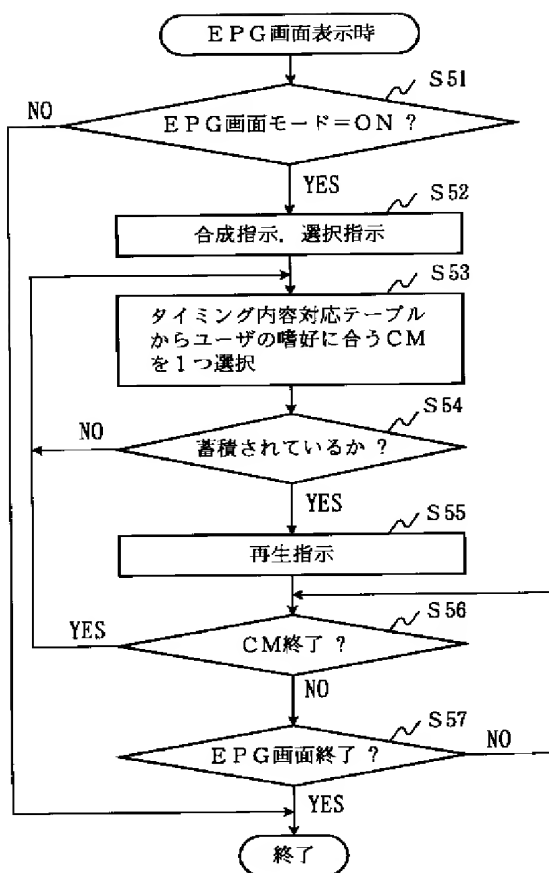 EPG画面表示時
S51
NO
EPG画面モード=ON ?
YES
S52
合成指示，選択指示
S53
タイミング内容対応テーブル
からユーザの嗜好に合うCM
を1つ選択
S54
NO
蓄積されているか ?
YES
S55
再生指示
S56
YES
CM終了 ?
NO
S57
EPG画面終了 ?
NO
YES
終了